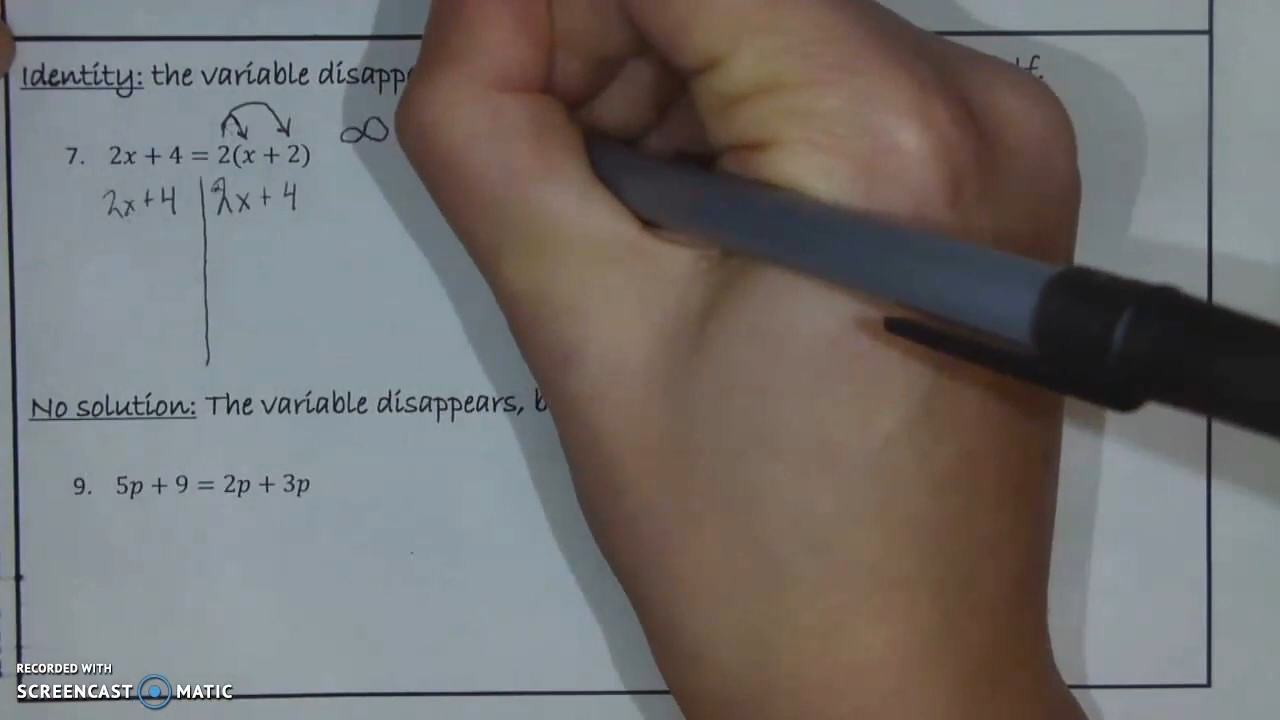 Identity: the variable disapp
7. 2x + 4 = 2(x + 2) ∞
2x + 4 2x + 4
No solution: The variable disappears, b
9. 5p + 9 = 2p + 3p
RECORDED WITH
SCREENCAST MATIC